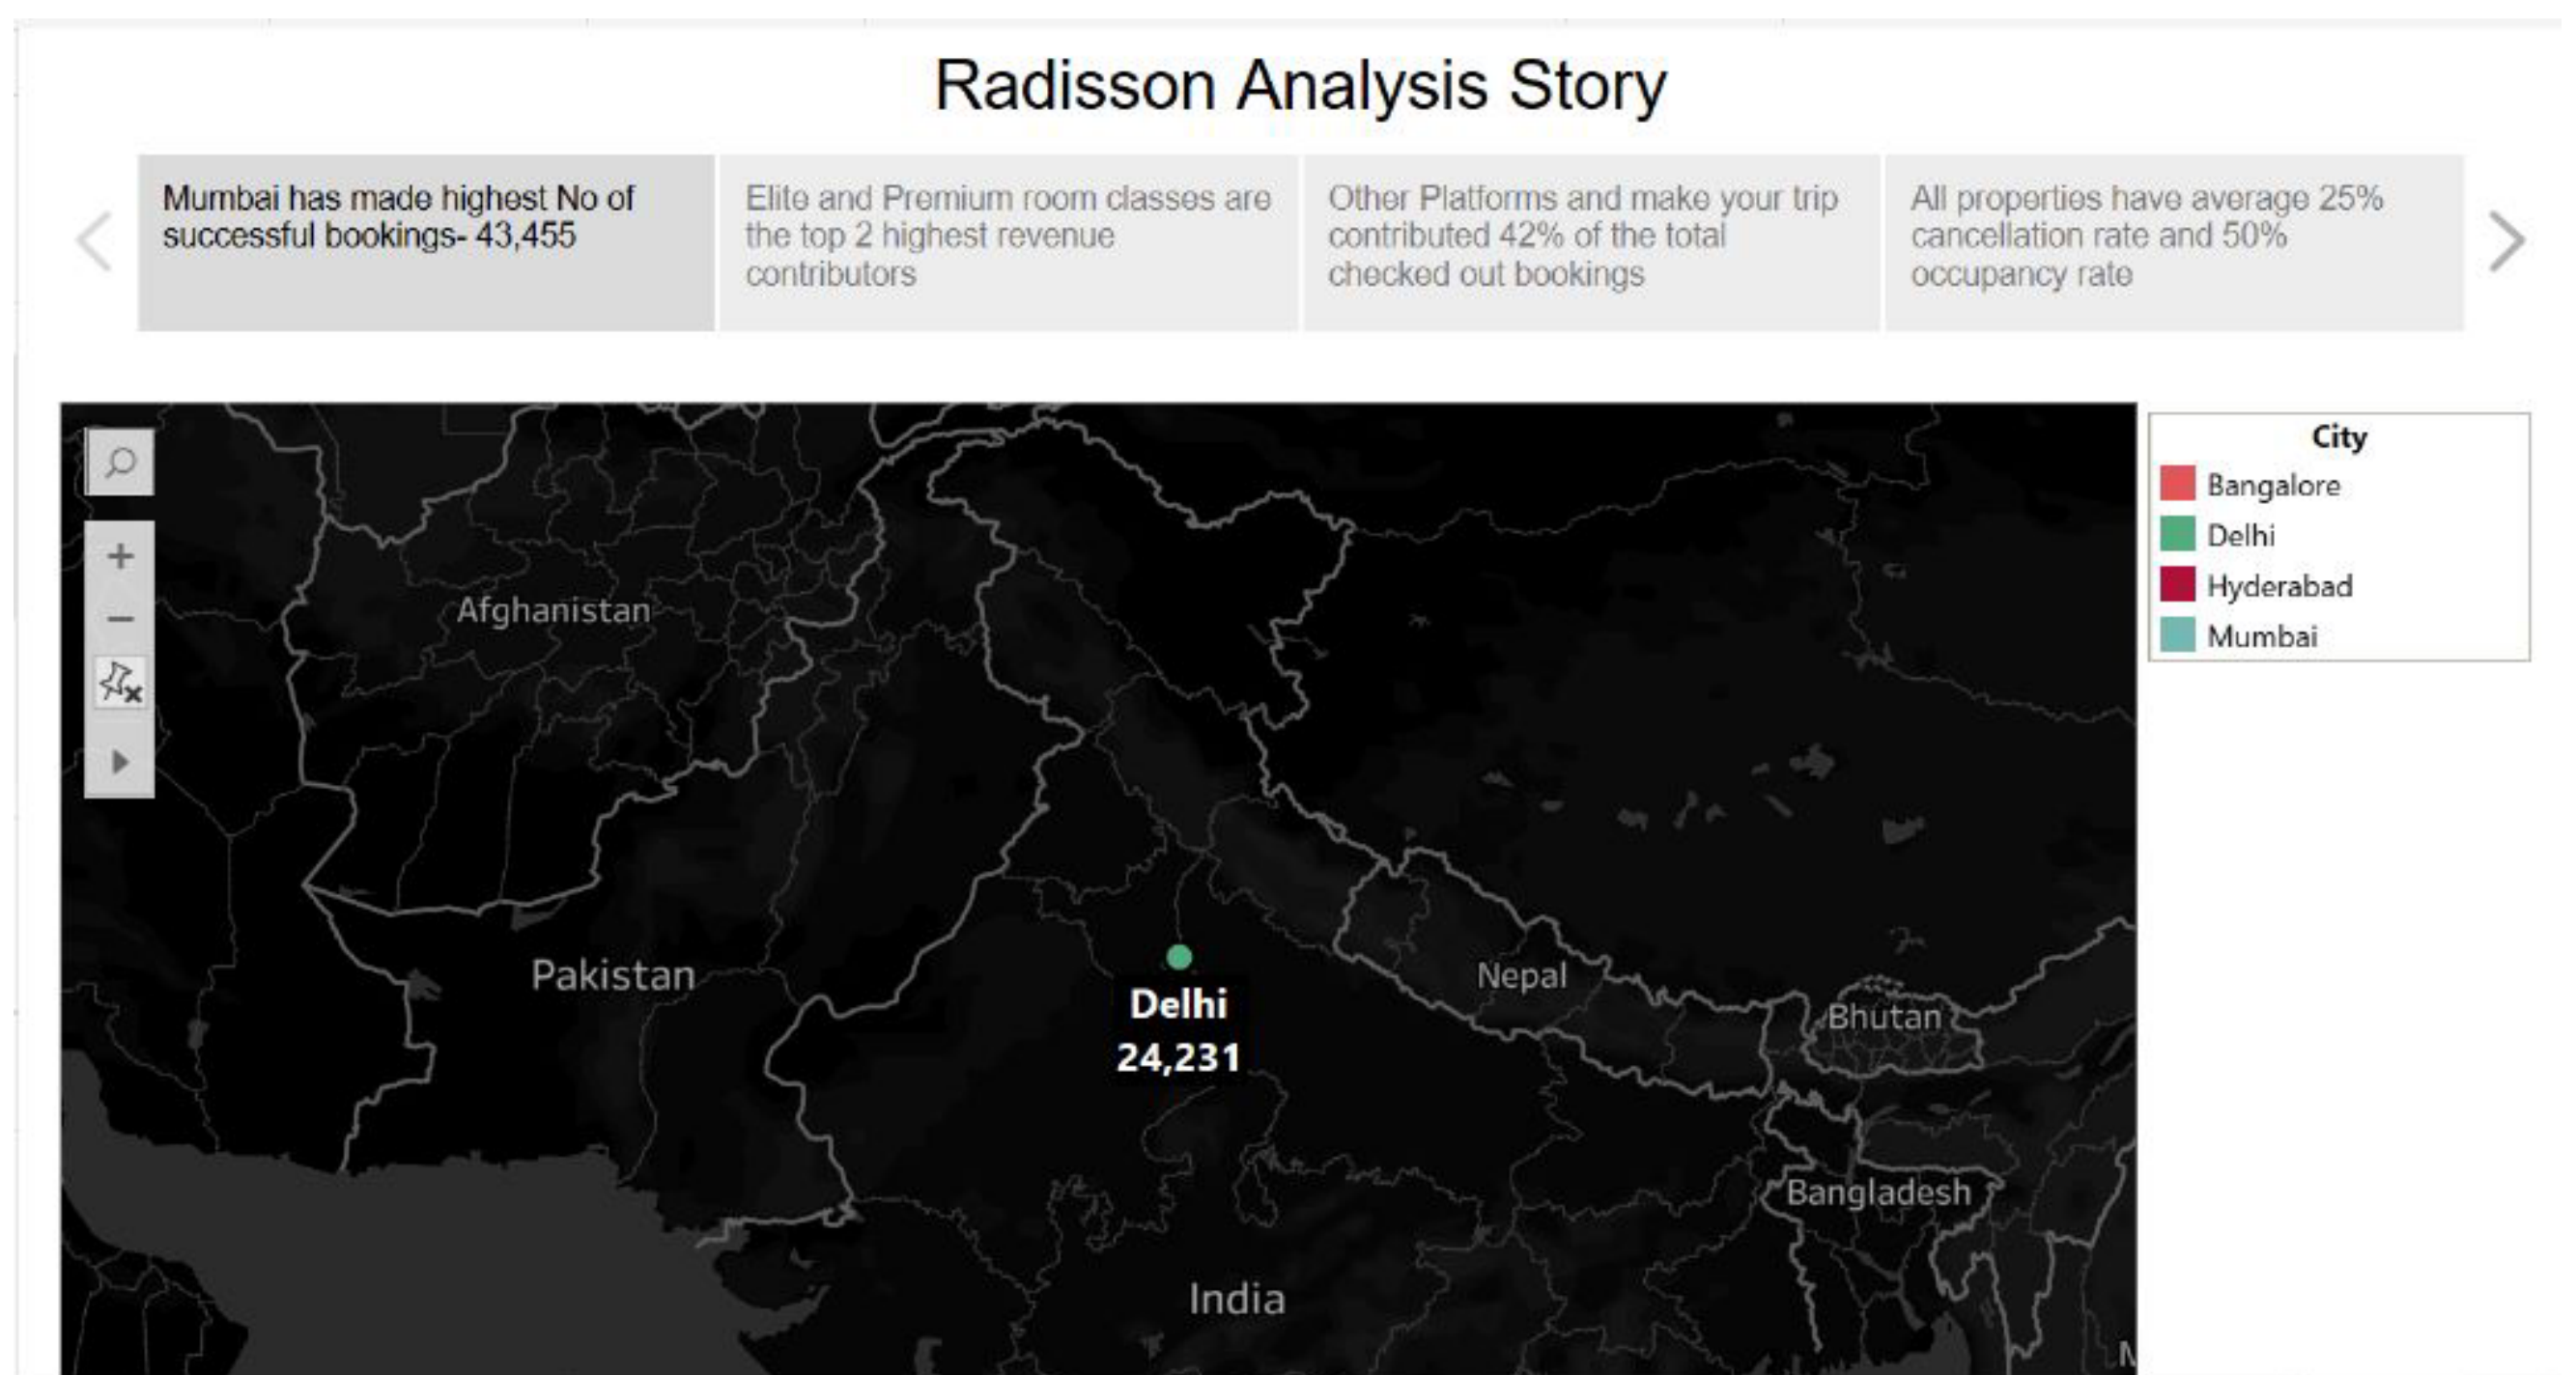 Radisson Analysis Story
Mumbai has made highest No of
successful bookings- 43,455
Elite and Premium room classes are
the top 2 highest revenue
contributors
Other Platforms and make your trip
contributed 42% of the total
checked out bookings
All properties have average 25%
cancellation rate and 50%
occupancy rate
City
Bangalore
Delhi
Hyderabad
Mumbai
Afghanistan
Pakistan
Delhi
24,231
Nepal
Bhutan
Bangladesh
India